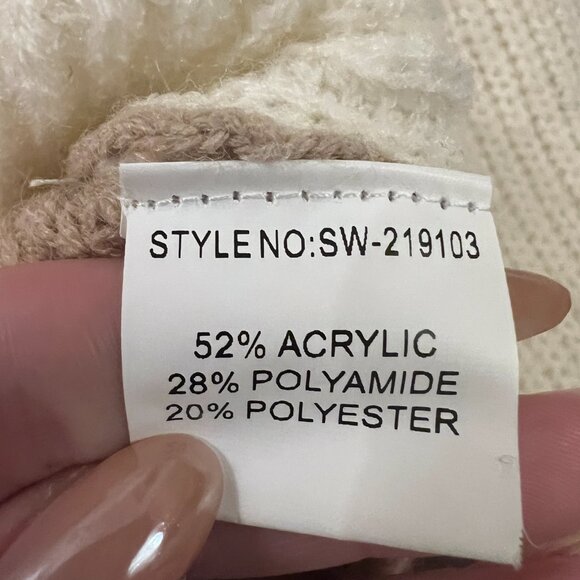 STYLE NO:SW-219103
52% ACRYLIC
28% POLYAMIDE
20% POLYESTER